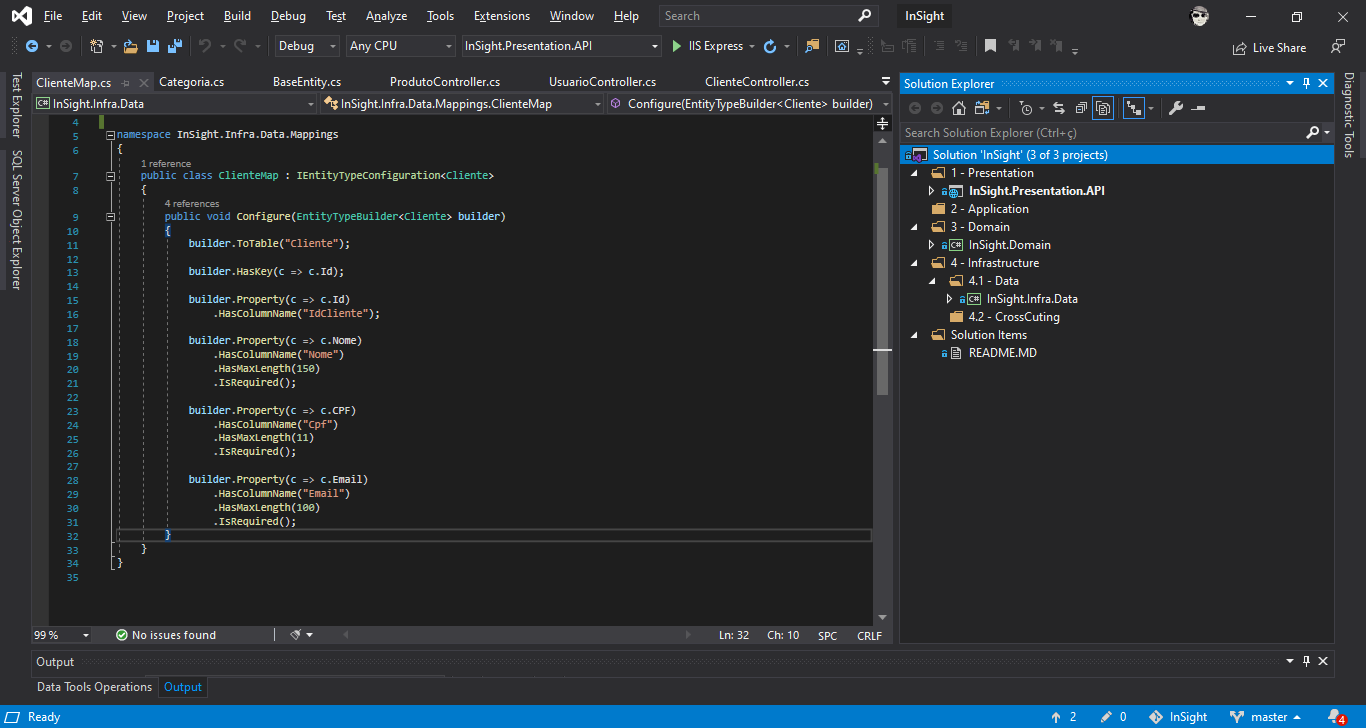 File Edit View Project Build Debug Test Analyze Tools Extensions Window Help Search InSight
Debug Any CPU InSight.Presentation.API IIS Express Live Share
Test Explorer
SQL Server Object Explorer
ClienteMap.cs Categoria.cs BaseEntity.cs ProdutoController.cs UsuarioController.cs ClienteController.cs
C# InSight.Infra.Data InSight.Infra.Data.Mappings.ClienteMap Configure(EntityTypeBuilder<Cliente> builder)
4
5 namespace InSight.Infra.Data.Mappings
6 {
1 reference
7 public class ClienteMap : IEntityTypeConfiguration<Cliente>
8 {
4 references
9 public void Configure(EntityTypeBuilder<Cliente> builder)
10 {
11 builder.ToTable("Cliente");
12
13 builder.HasKey(c => c.Id);
14
15 builder.Property(c => c.Id)
16 .HasColumnName("IdCliente");
17
18 builder.Property(c => c.Nome)
19 .HasColumnName("Nome")
20 .HasMaxLength(150)
21 .IsRequired();
22
23 builder.Property(c => c.CPF)
24 .HasColumnName("Cpf")
25 .HasMaxLength(11)
26 .IsRequired();
27
28 builder.Property(c => c.Email)
29 .HasColumnName("Email")
30 .HasMaxLength(100)
31 .IsRequired();
32 }
33 }
34 }
35
99 % No issues found Ln: 32 Ch: 10 SPC CRLF
Solution Explorer
Search Solution Explorer (Ctrl+ç)
Solution 'InSight' (3 of 3 projects)
1 - Presentation
InSight.Presentation.API
2 - Application
3 - Domain
C# InSight.Domain
4 - Infrastructure
4.1 - Data
C# InSight.Infra.Data
4.2 - CrossCuting
Solution Items
README.MD
Diagnostic Tools
Output
Data Tools Operations Output
Ready 2 0 InSight master 4